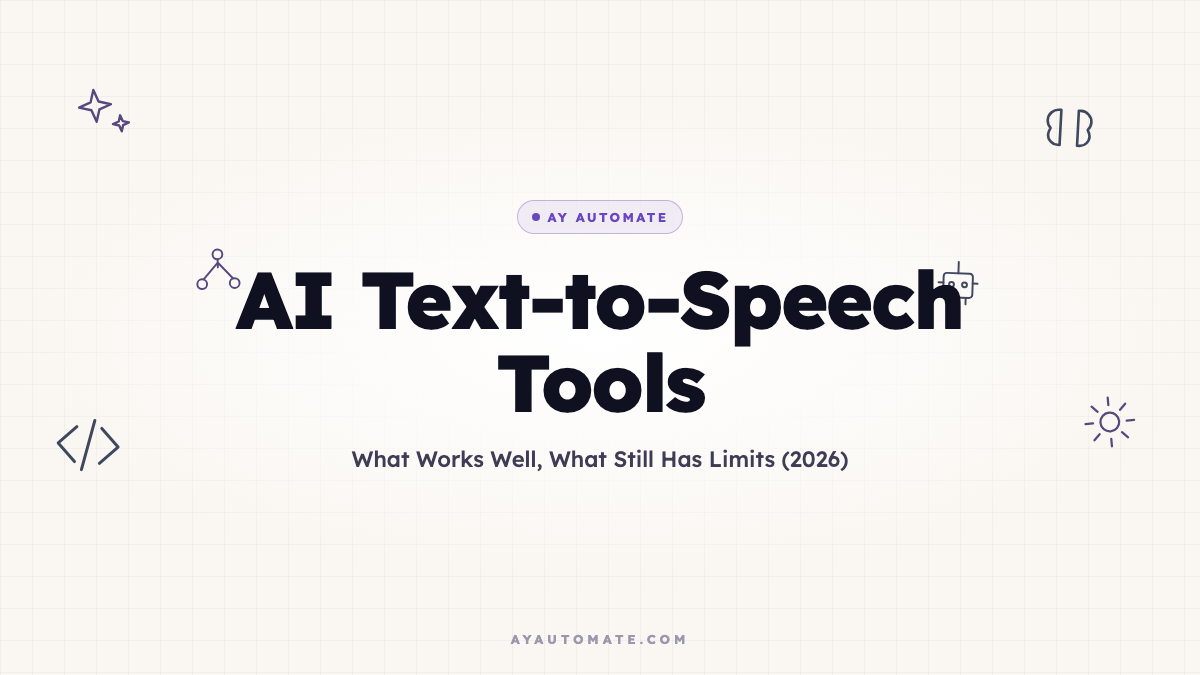 AY AUTOMATE
AI Text-to-Speech
Tools
What Works Well, What Still Has Limits (2026)
AYAUTOMATE.COM